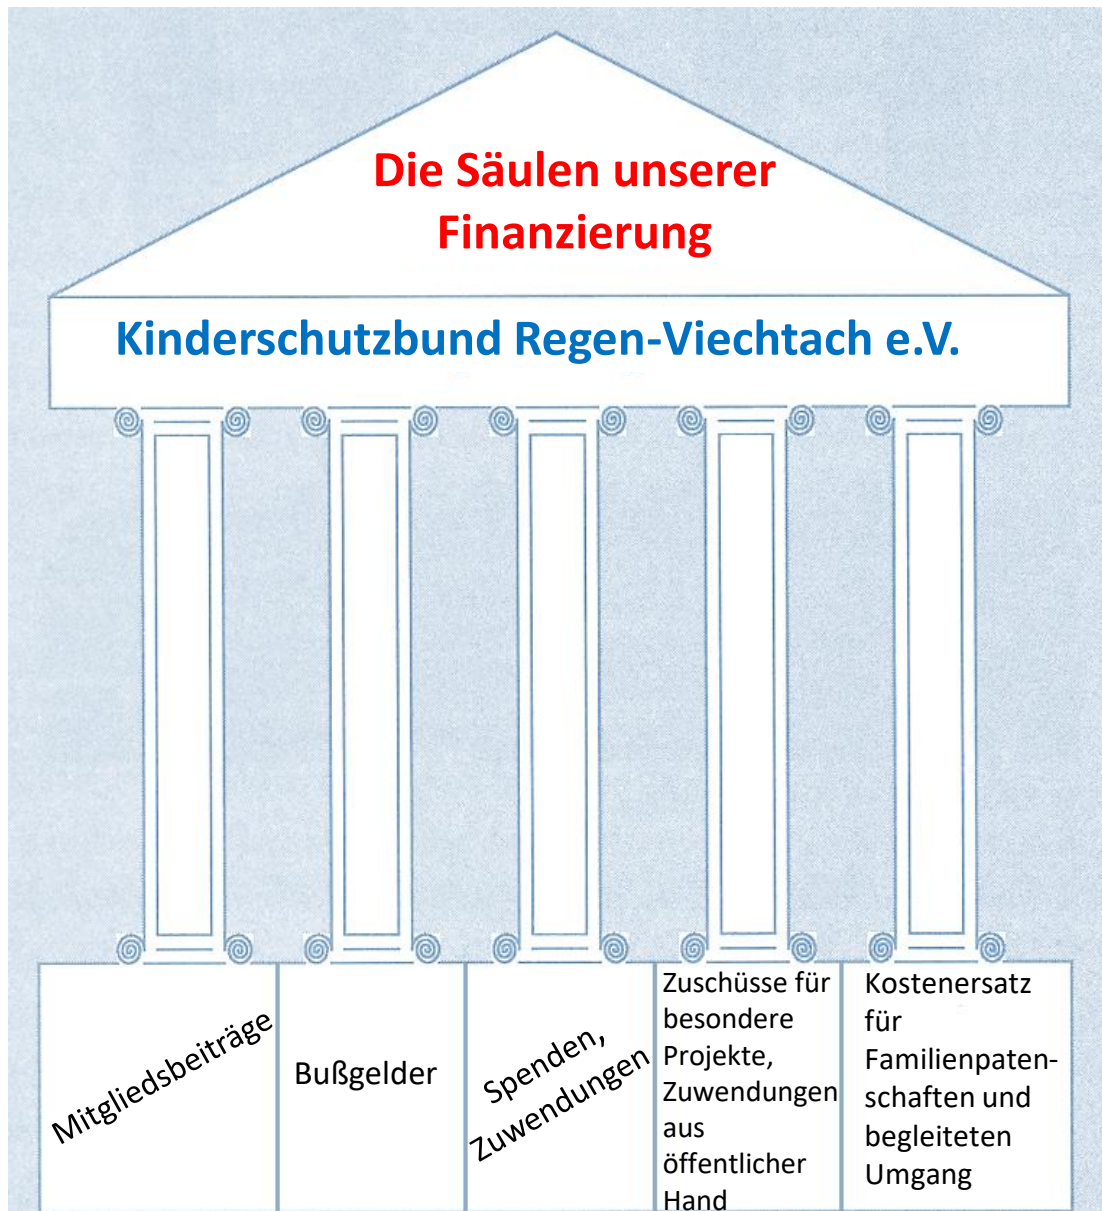 Die Säulen unserer
Finanzierung
Kinderschutzbund Regen-Viechtach e.V.
Mitgliedsbeiträge
Bußgelder
Spenden,
Zuwendungen
Zuschüsse für
besondere
Projekte,
Zuwendungen
aus
öffentlicher
Hand
Kostenersatz
für
Familienpaten-
schaften und
begleiteten
Umgang